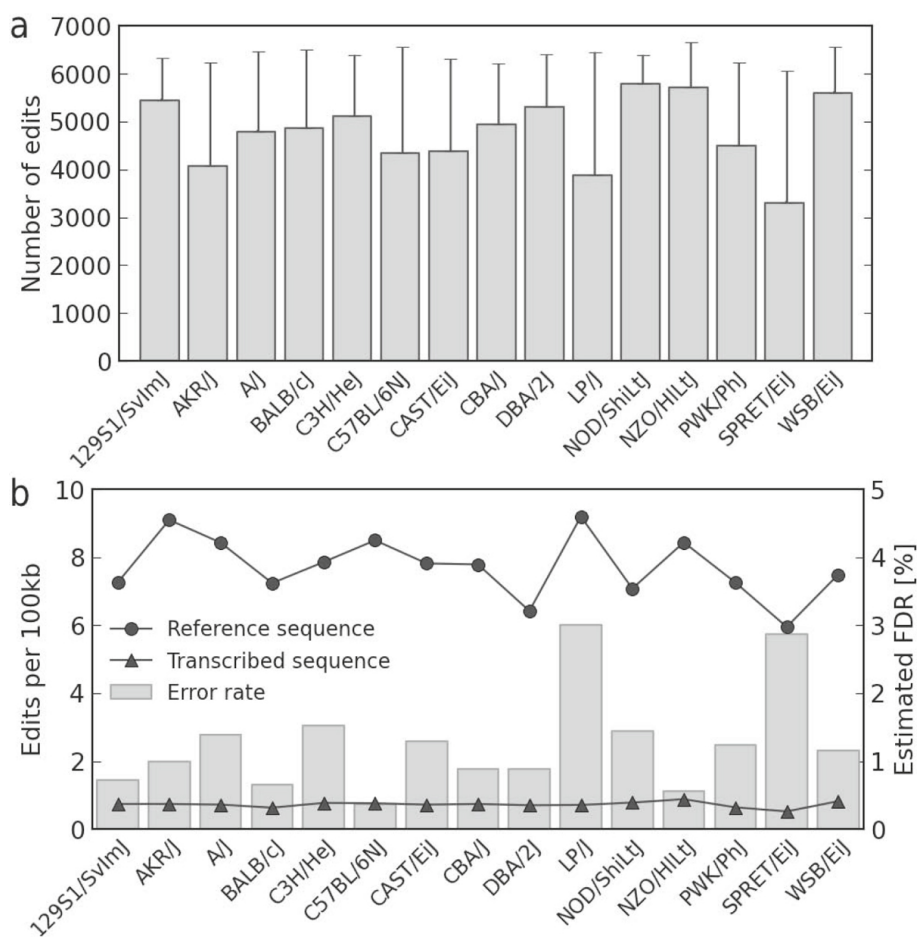 a
Number of edits
7000
6000
5000
4000
3000
2000
1000
0
129S1/SvImJ
AKR/J
A/J
BALB/cJ
C3H/HeJ
C57BL/6NJ
CAST/EiJ
CBA/J
DBA/2J
LP/J
NOD/ShiLtJ
NZO/HILtJ
PWK/PhJ
SPRET/EiJ
WSB/EiJ
b
Edits per 100kb
10
8
6
4
2
0
Reference sequence
Transcribed sequence
Error rate
5
4
3
2
1
0
Estimated FDR [%]
129S1/SvImJ
AKR/J
A/J
BALB/cJ
C3H/HeJ
C57BL/6NJ
CAST/EiJ
CBA/J
DBA/2J
LP/J
NOD/ShiLtJ
NZO/HILtJ
PWK/PhJ
SPRET/EiJ
WSB/EiJ